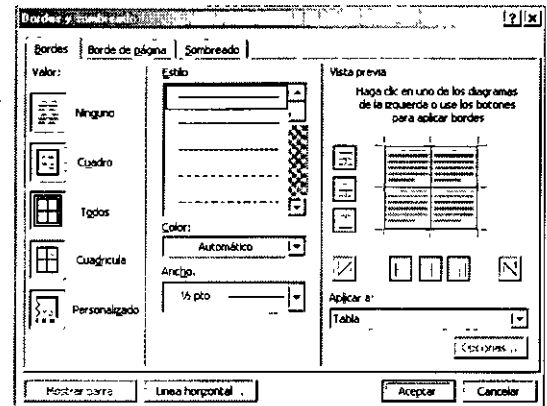 Bordes y sombreado
Bordes
Borde de página
Sombreado
Valor:
Ninguno
Cuadro
Todos
Cuadrícula
Personalizado
Estilo
Color:
Automático
Ancho:
½ pto
Vista previa
Haga clic en uno de los diagramas
de la izquierda o use los botones
para aplicar bordes
Aplicar a:
Tabla
Opciones...
Mostrar barra
Línea horizontal...
Aceptar
Cancelar